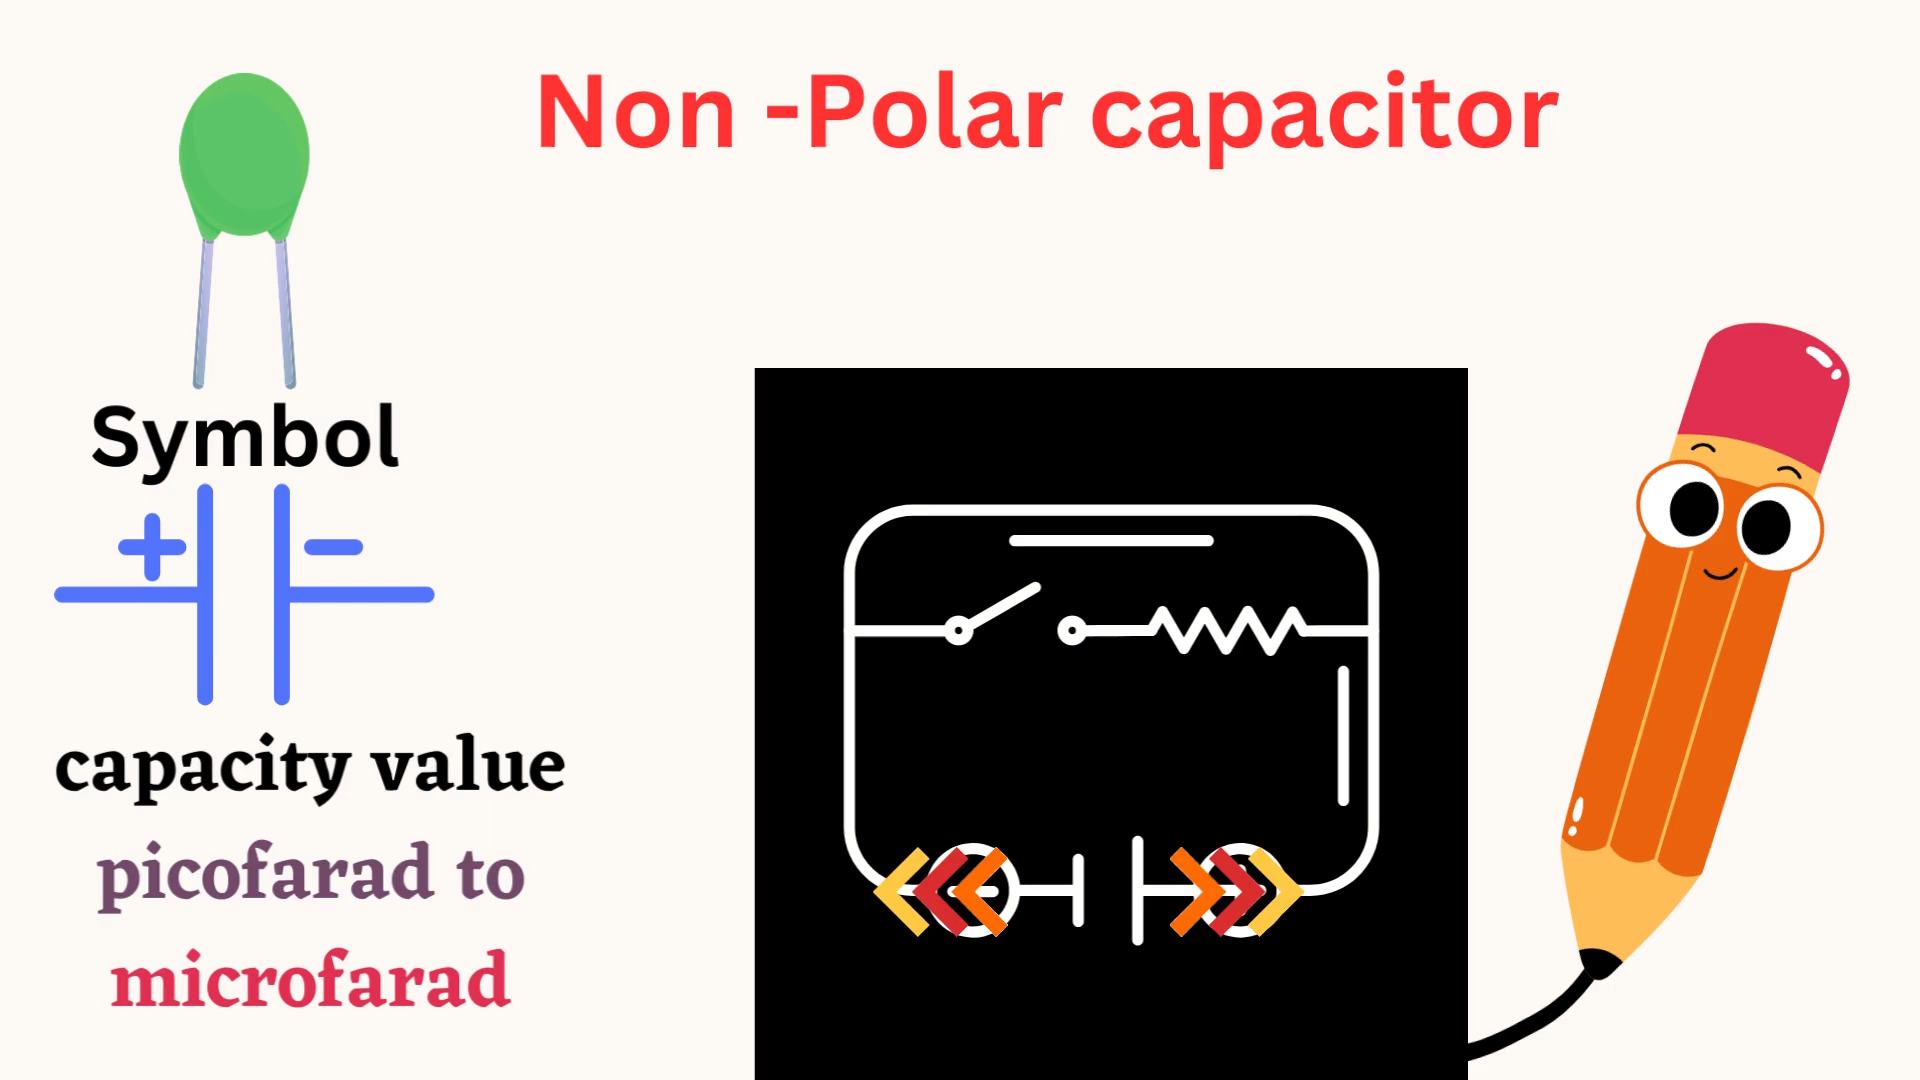 Non -Polar capacitor
Symbol
+ -
capacity value
picofarad to
microfarad